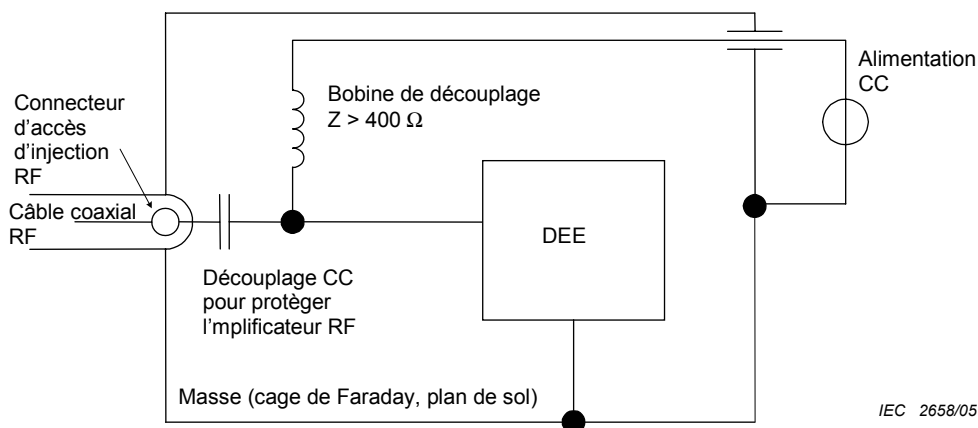 Alimentation
CC
Bobine de découplage
Z > 400 Ω
Connecteur
d'accès
d'injection
RF
Câble coaxial
RF
DEE
Découplage CC
pour protèger
l'mplificateur RF
Masse (cage de Faraday, plan de sol)
IEC 2658/05